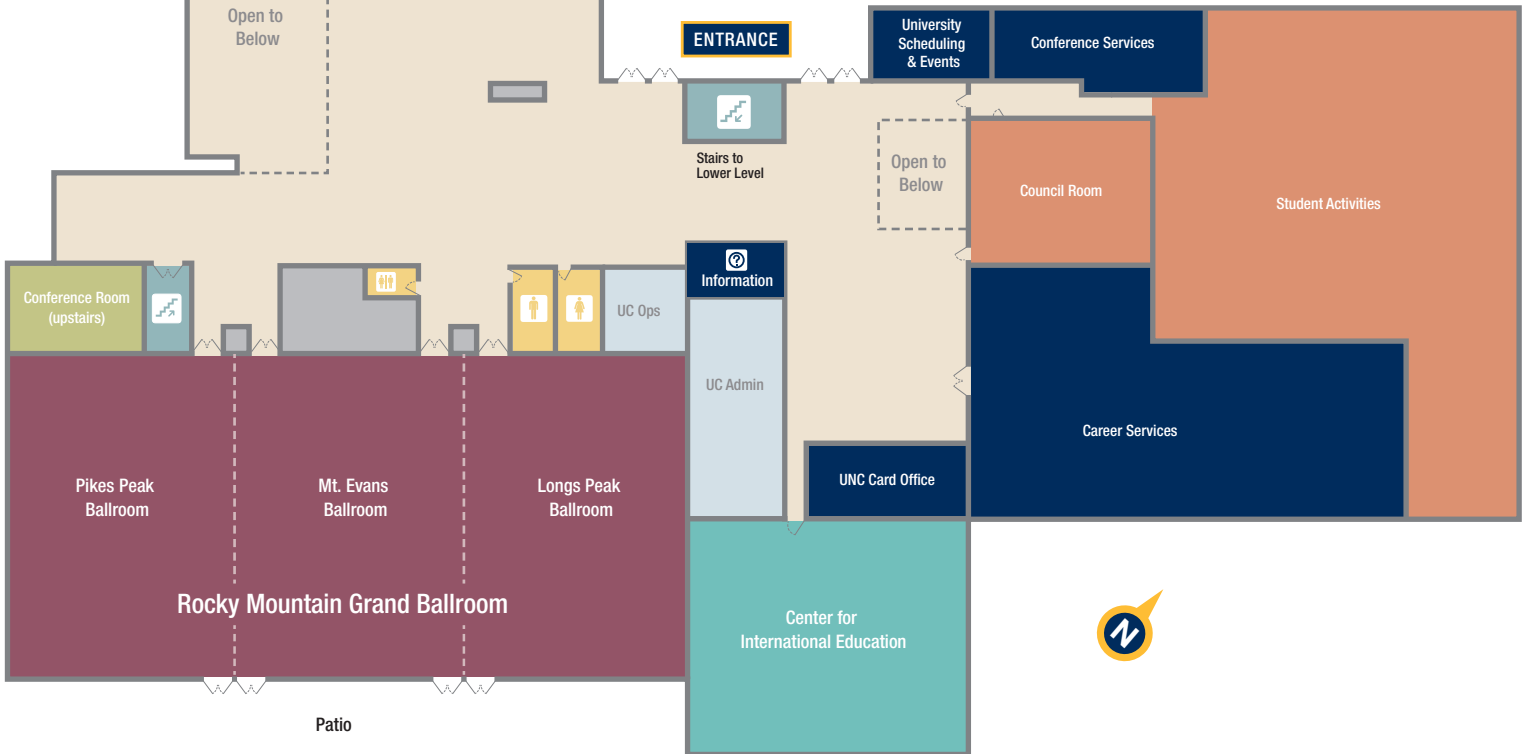 Open to
Below
ENTRANCE
University
Scheduling
& Events
Conference Services
Stairs to
Lower Level
Open to
Below
Council Room
Student Activities
Conference Room
(upstairs)
UC Ops
Information
UC Admin
Career Services
UNC Card Office
Pikes Peak
Ballroom
Mt. Evans
Ballroom
Longs Peak
Ballroom
Rocky Mountain Grand Ballroom
Center for
International Education
N
Patio